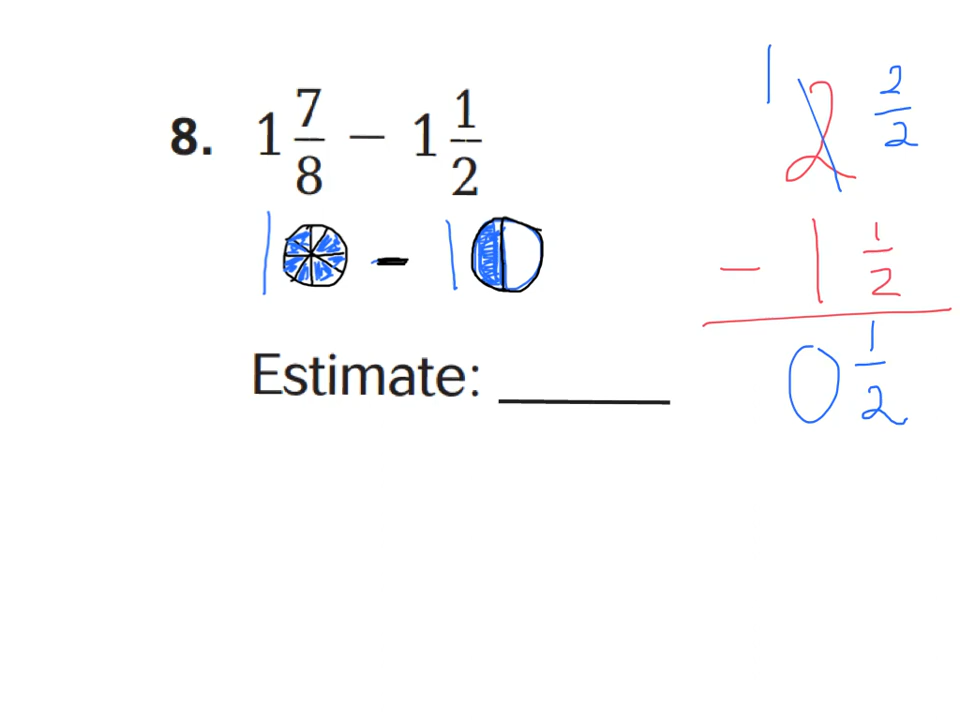 8. 1 7/8 − 1 1/2
1 - 1
Estimate: ______
1 2 2/2
- 1 1/2
0 1/2